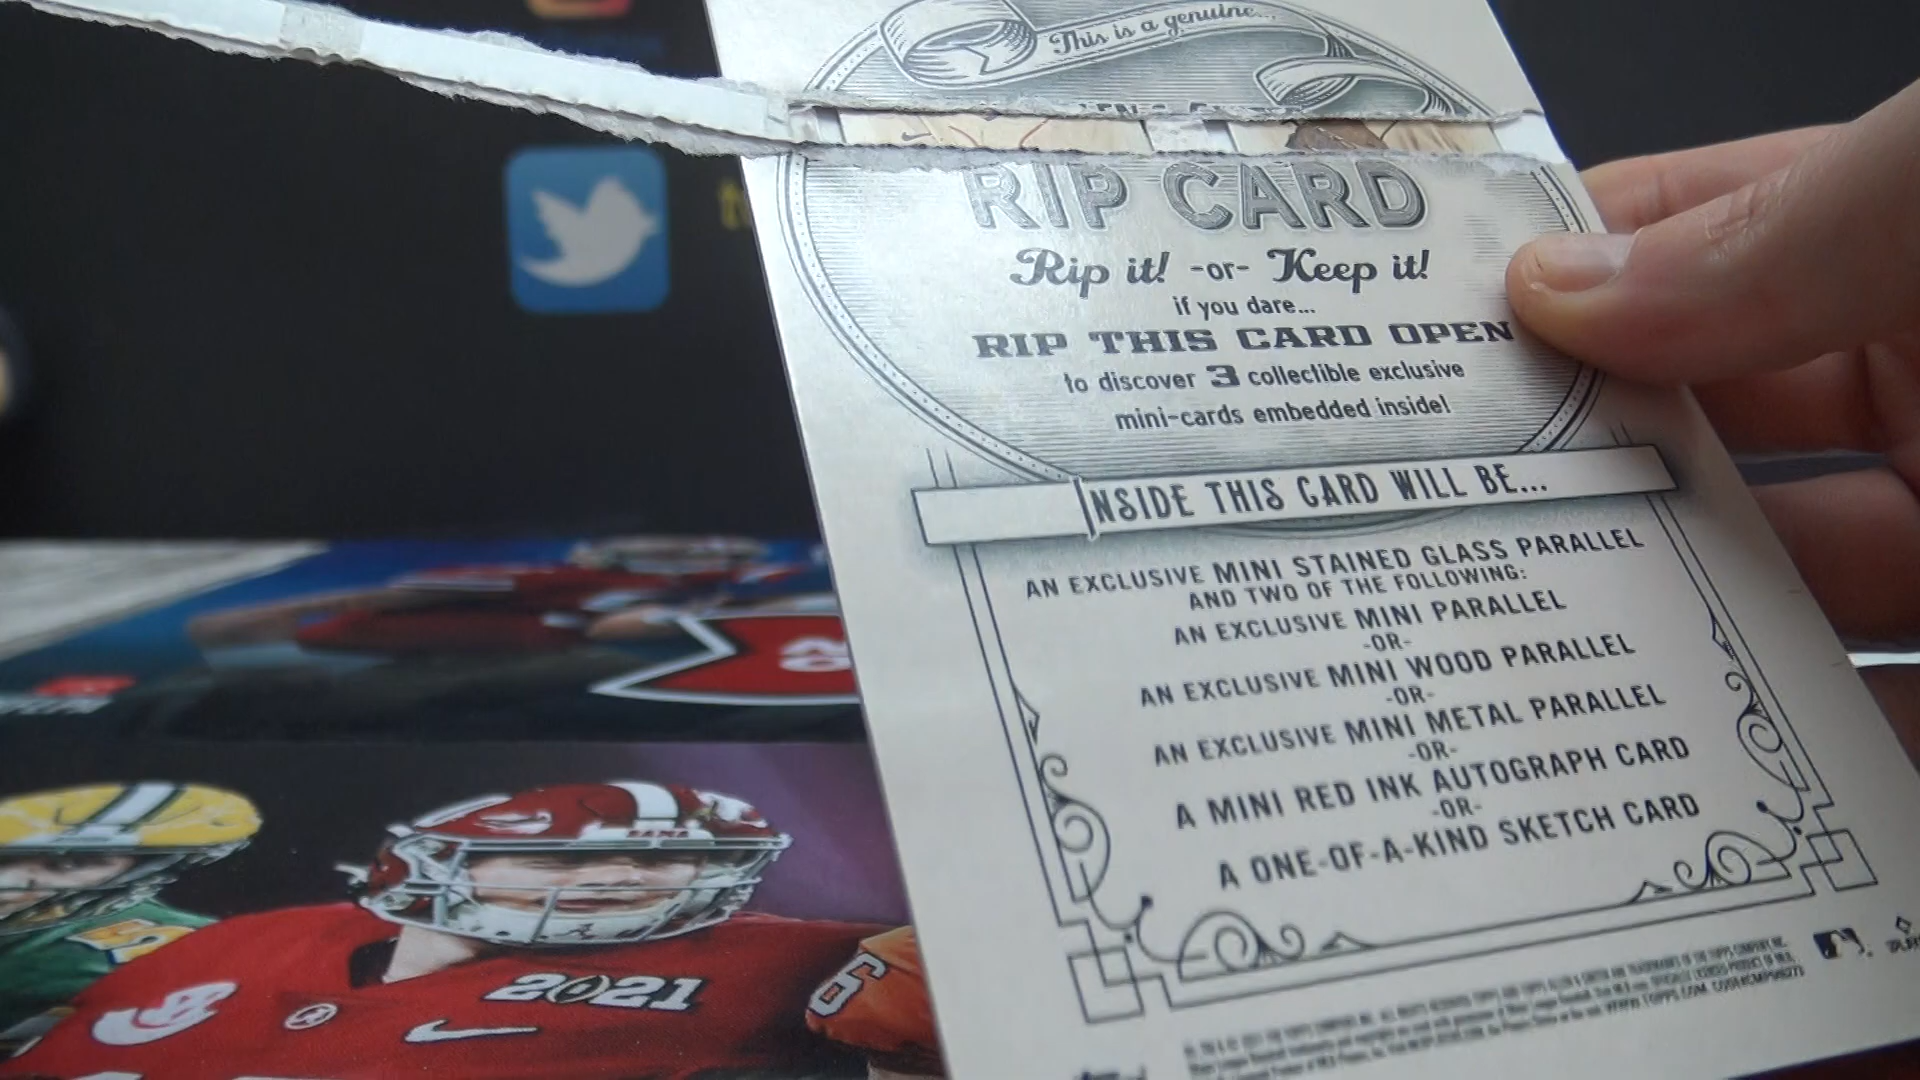 This is a genuine...
RIP CARD
Rip it! -or- Keep it!
if you dare...
RIP THIS CARD OPEN
to discover 3 collectible exclusive
mini-cards embedded inside!
INSIDE THIS CARD WILL BE...
AN EXCLUSIVE MINI STAINED GLASS PARALLEL
AND TWO OF THE FOLLOWING:
AN EXCLUSIVE MINI PARALLEL
-OR-
AN EXCLUSIVE MINI WOOD PARALLEL
-OR-
AN EXCLUSIVE MINI METAL PARALLEL
-OR-
A MINI RED INK AUTOGRAPH CARD
-OR-
A ONE-OF-A-KIND SKETCH CARD
BAMA
2021